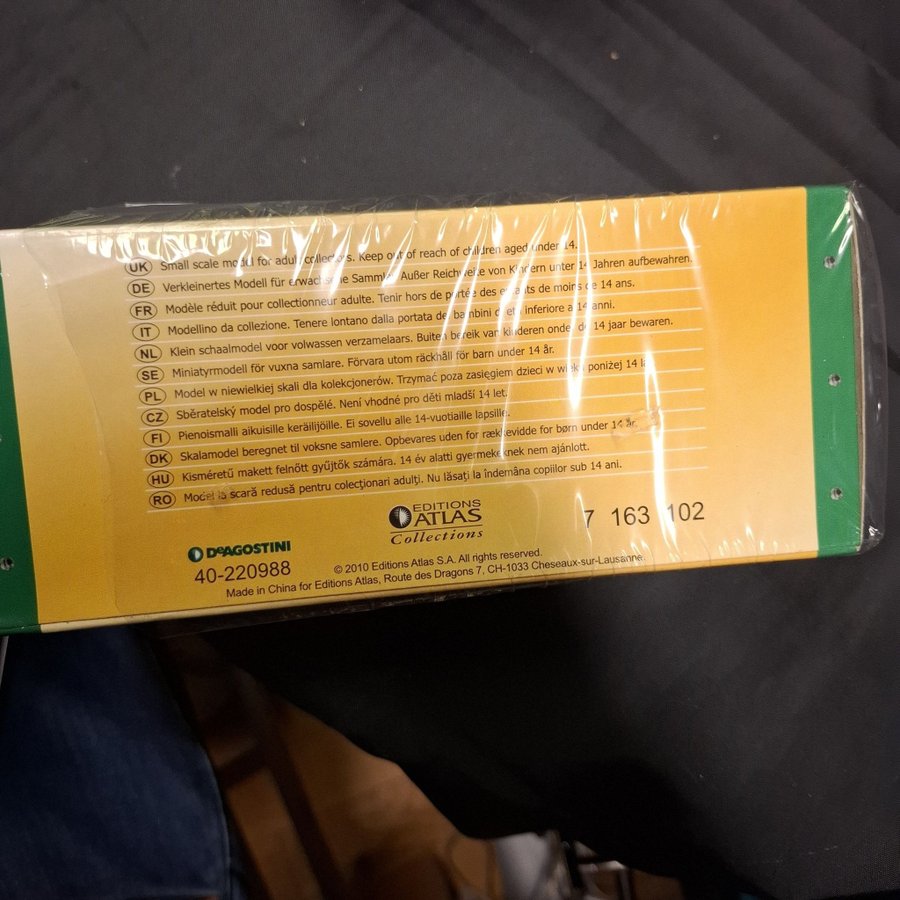 UK Small scale model for adult collectors. Keep out of reach of children aged under 14.
DE Verkleinertes Modell für erwachsene Sammler. Außer Reichweite von Kindern unter 14 Jahren aufbewahren.
FR Modèle réduit pour collectionneur adulte. Tenir hors de portée des enfants de moins de 14 ans.
IT Modellino da collezione. Tenere lontano dalla portata dei bambini di età inferiore a 14 anni.
NL Klein schaalmodel voor volwassen verzamelaars. Buiten bereik van kinderen onder de 14 jaar bewaren.
SE Miniatyrmodell för vuxna samlare. Förvara utom räckhåll för barn under 14 år.
PL Model w niewielkiej skali dla kolekcjonerów. Trzymać poza zasięgiem dzieci w wieku poniżej 14 lat.
CZ Sběratelský model pro dospělé. Není vhodné pro děti mladší 14 let.
FI Pienoismalli aikuisille keräilijöille. Ei sovellu alle 14-vuotiaille lapsille.
DK Skalamodel beregnet til voksne samlere. Opbevares uden for rækkevidde for børn under 14 år.
HU Kisméretű makett felnőtt gyűjtők számára. 14 év alatti gyermekeknek nem ajánlott.
RO Model la scară redusă pentru colecționari adulți. Nu lăsați la îndemâna copiilor sub 14 ani.
EDITIONS
ATLAS
Collections
7 163 102
DeAGOSTINI
40-220988
© 2010 Editions Atlas S.A. All rights reserved.
Made in China for Editions Atlas, Route des Dragons 7, CH-1033 Cheseaux-sur-Lausanne.